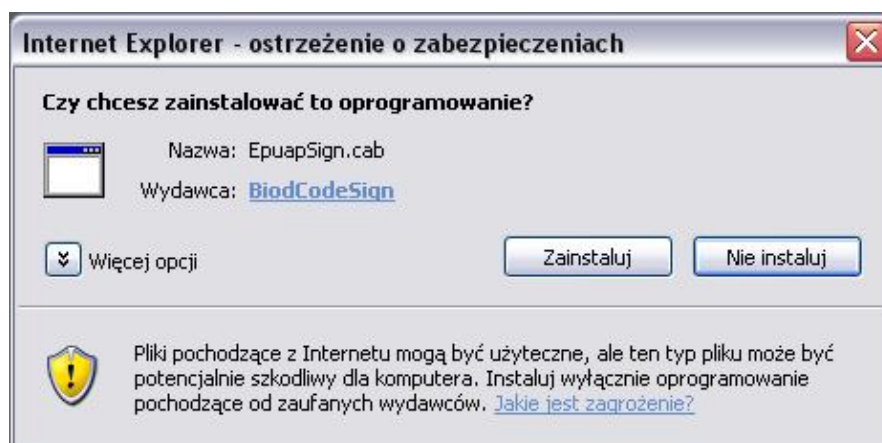 Internet Explorer - ostrzeżenie o zabezpieczeniach
Czy chcesz zainstalować to oprogramowanie?
Nazwa: EpuapSign.cab
Wydawca: BiodCodeSign
Więcej opcji
Zainstaluj
Nie instaluj
Pliki pochodzące z Internetu mogą być użyteczne, ale ten typ pliku może być
potencjalnie szkodliwy dla komputera. Instaluj wyłącznie oprogramowanie
pochodzące od zaufanych wydawców. Jakie jest zagrożenie?